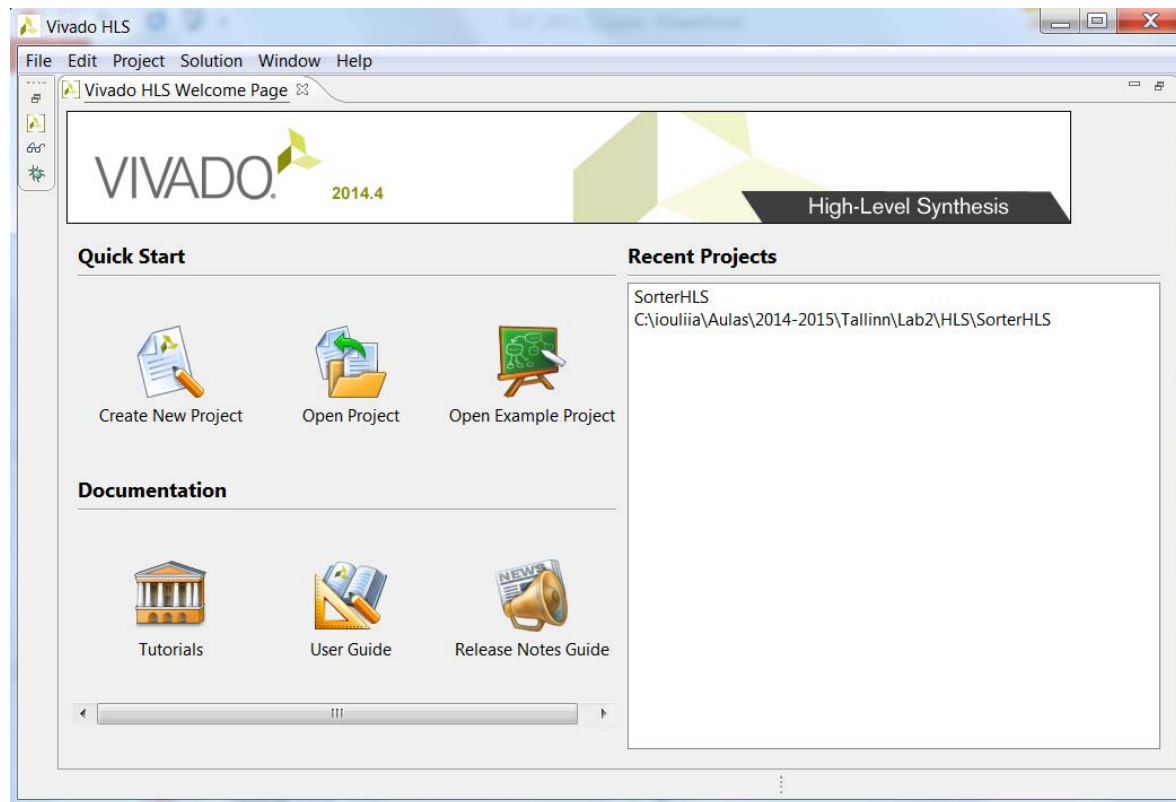 Vivado HLS
File Edit Project Solution Window Help
Vivado HLS Welcome Page
VIVADO.
2014.4
High-Level Synthesis
Quick Start
Create New Project
Open Project
Open Example Project
Documentation
NEWS
Tutorials
User Guide
Release Notes Guide
Recent Projects
SorterHLS
C:\iouliia\Aulas\2014-2015\Tallinn\Lab2\HLS\SorterHLS